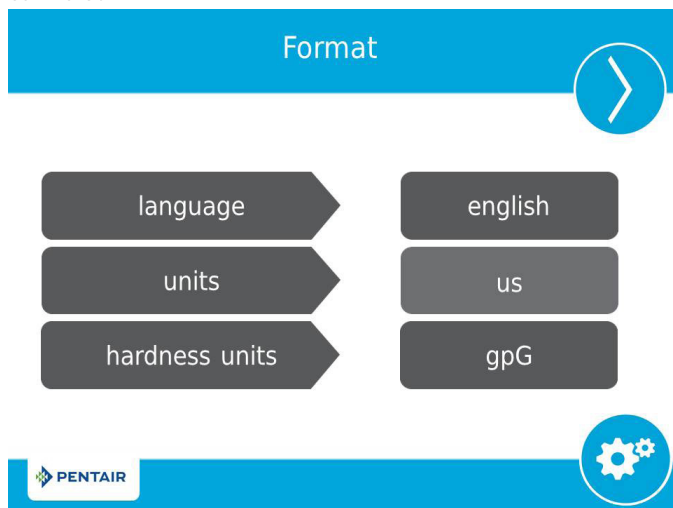 Format
language english
units us
hardness units gpG
PENTAIR